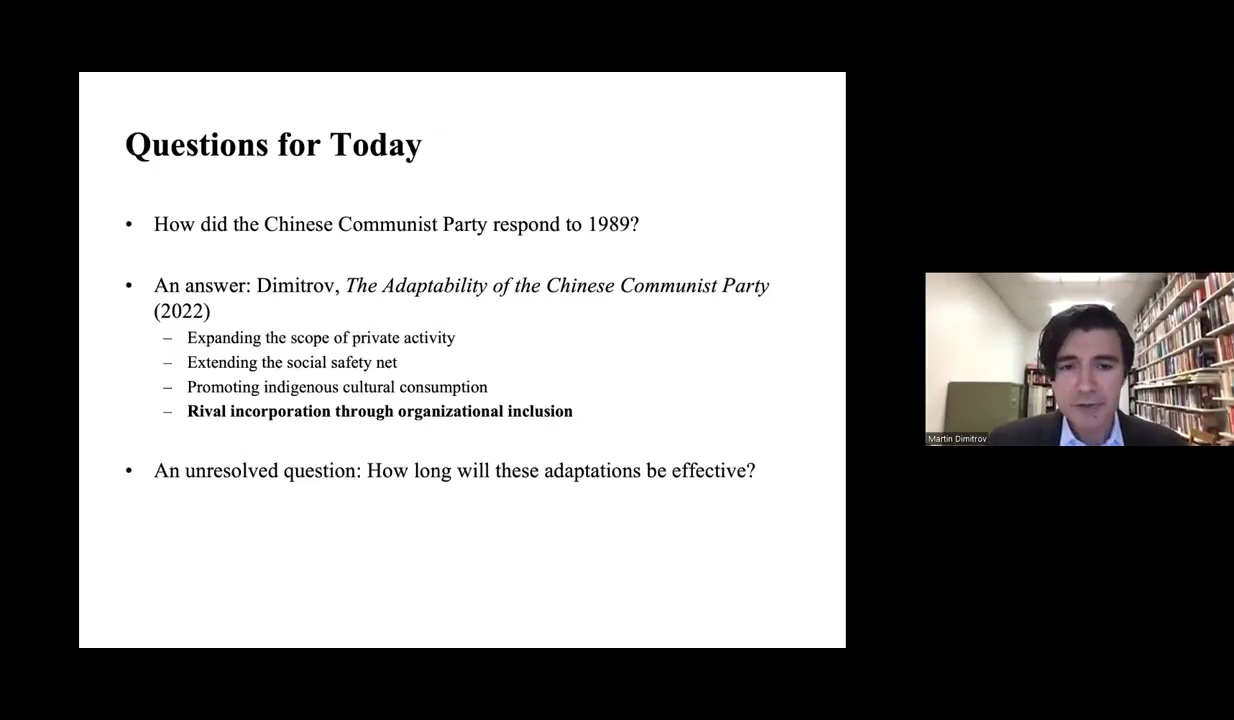 Questions for Today
• How did the Chinese Communist Party respond to 1989?
• An answer: Dimitrov, The Adaptability of the Chinese Communist Party
(2022)
– Expanding the scope of private activity
– Extending the social safety net
– Promoting indigenous cultural consumption
– Rival incorporation through organizational inclusion
• An unresolved question: How long will these adaptations be effective?
Martin Dimitrov